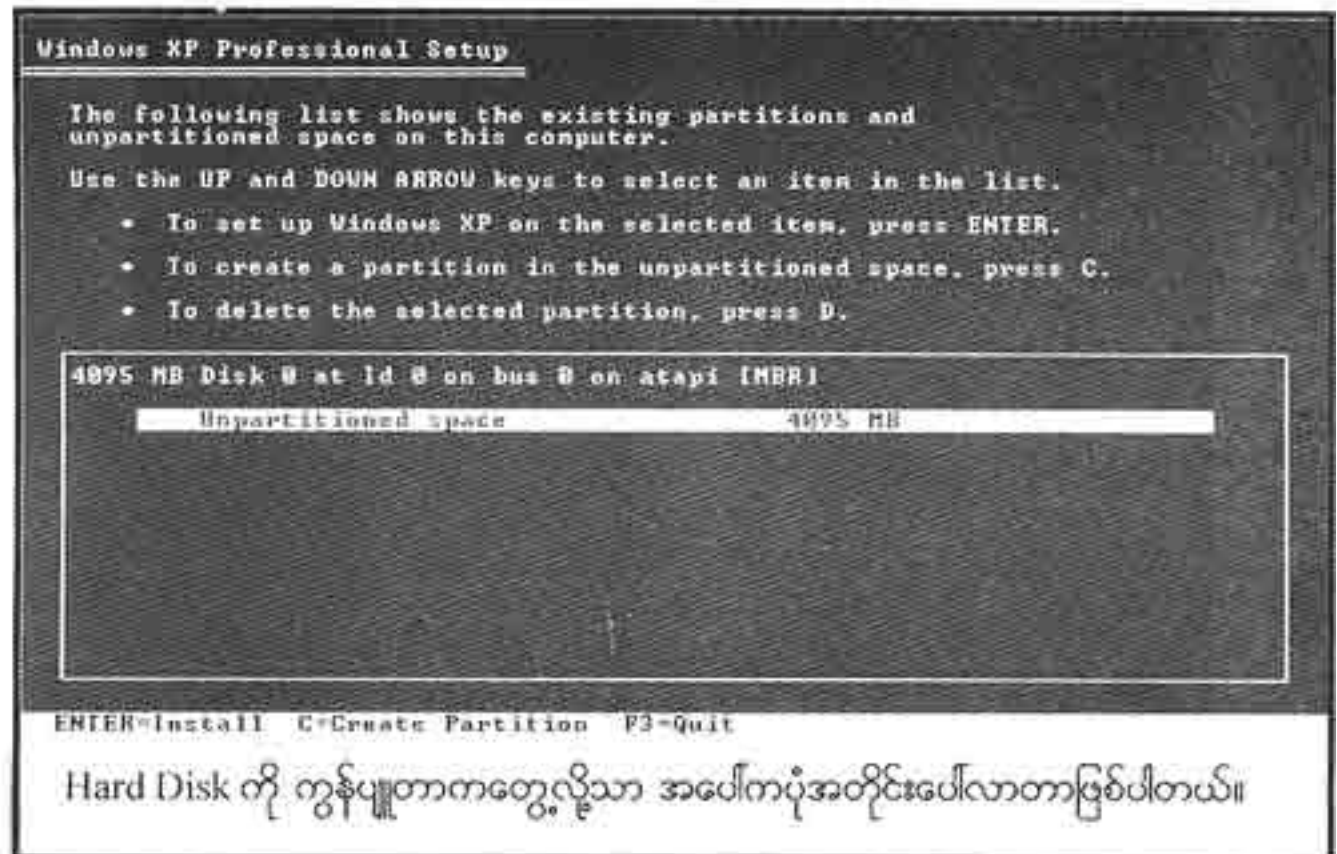 Windows XP Professional Setup
The following list shows the existing partitions and
unpartitioned space on this computer.
Use the UP and DOWN ARROW keys to select an item in the list.
• To set up Windows XP on the selected item, press ENTER.
• To create a partition in the unpartitioned space, press C.
• To delete the selected partition, press D.
4095 MB Disk 0 at Id 0 on bus 0 on atapi [MBR]
Unpartitioned space 4095 MB
ENTER=Install C=Create Partition F3=Quit
Hard Disk ကို ကွန်ပျူတာကတွေ့လို့သာ အပေါ်ကပုံအတိုင်းပေါ်လာတာဖြစ်ပါတယ်။